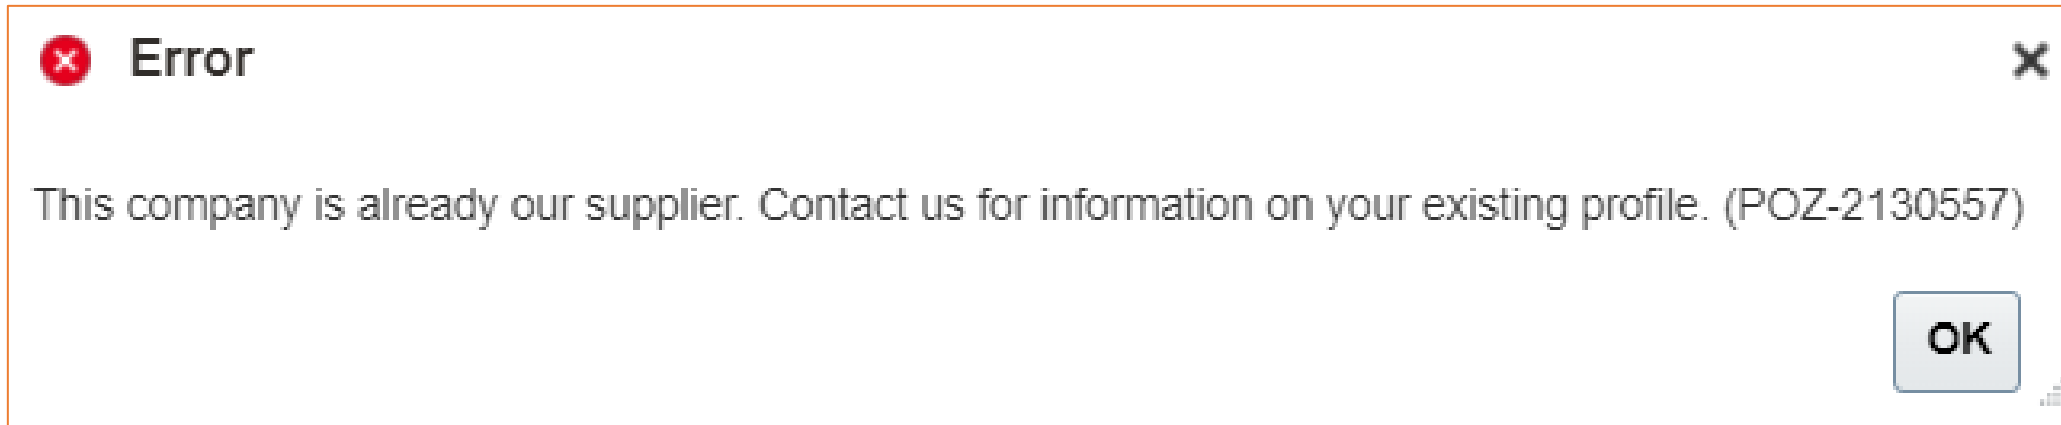 Error
This company is already our supplier. Contact us for information on your existing profile. (POZ-2130557)
OK